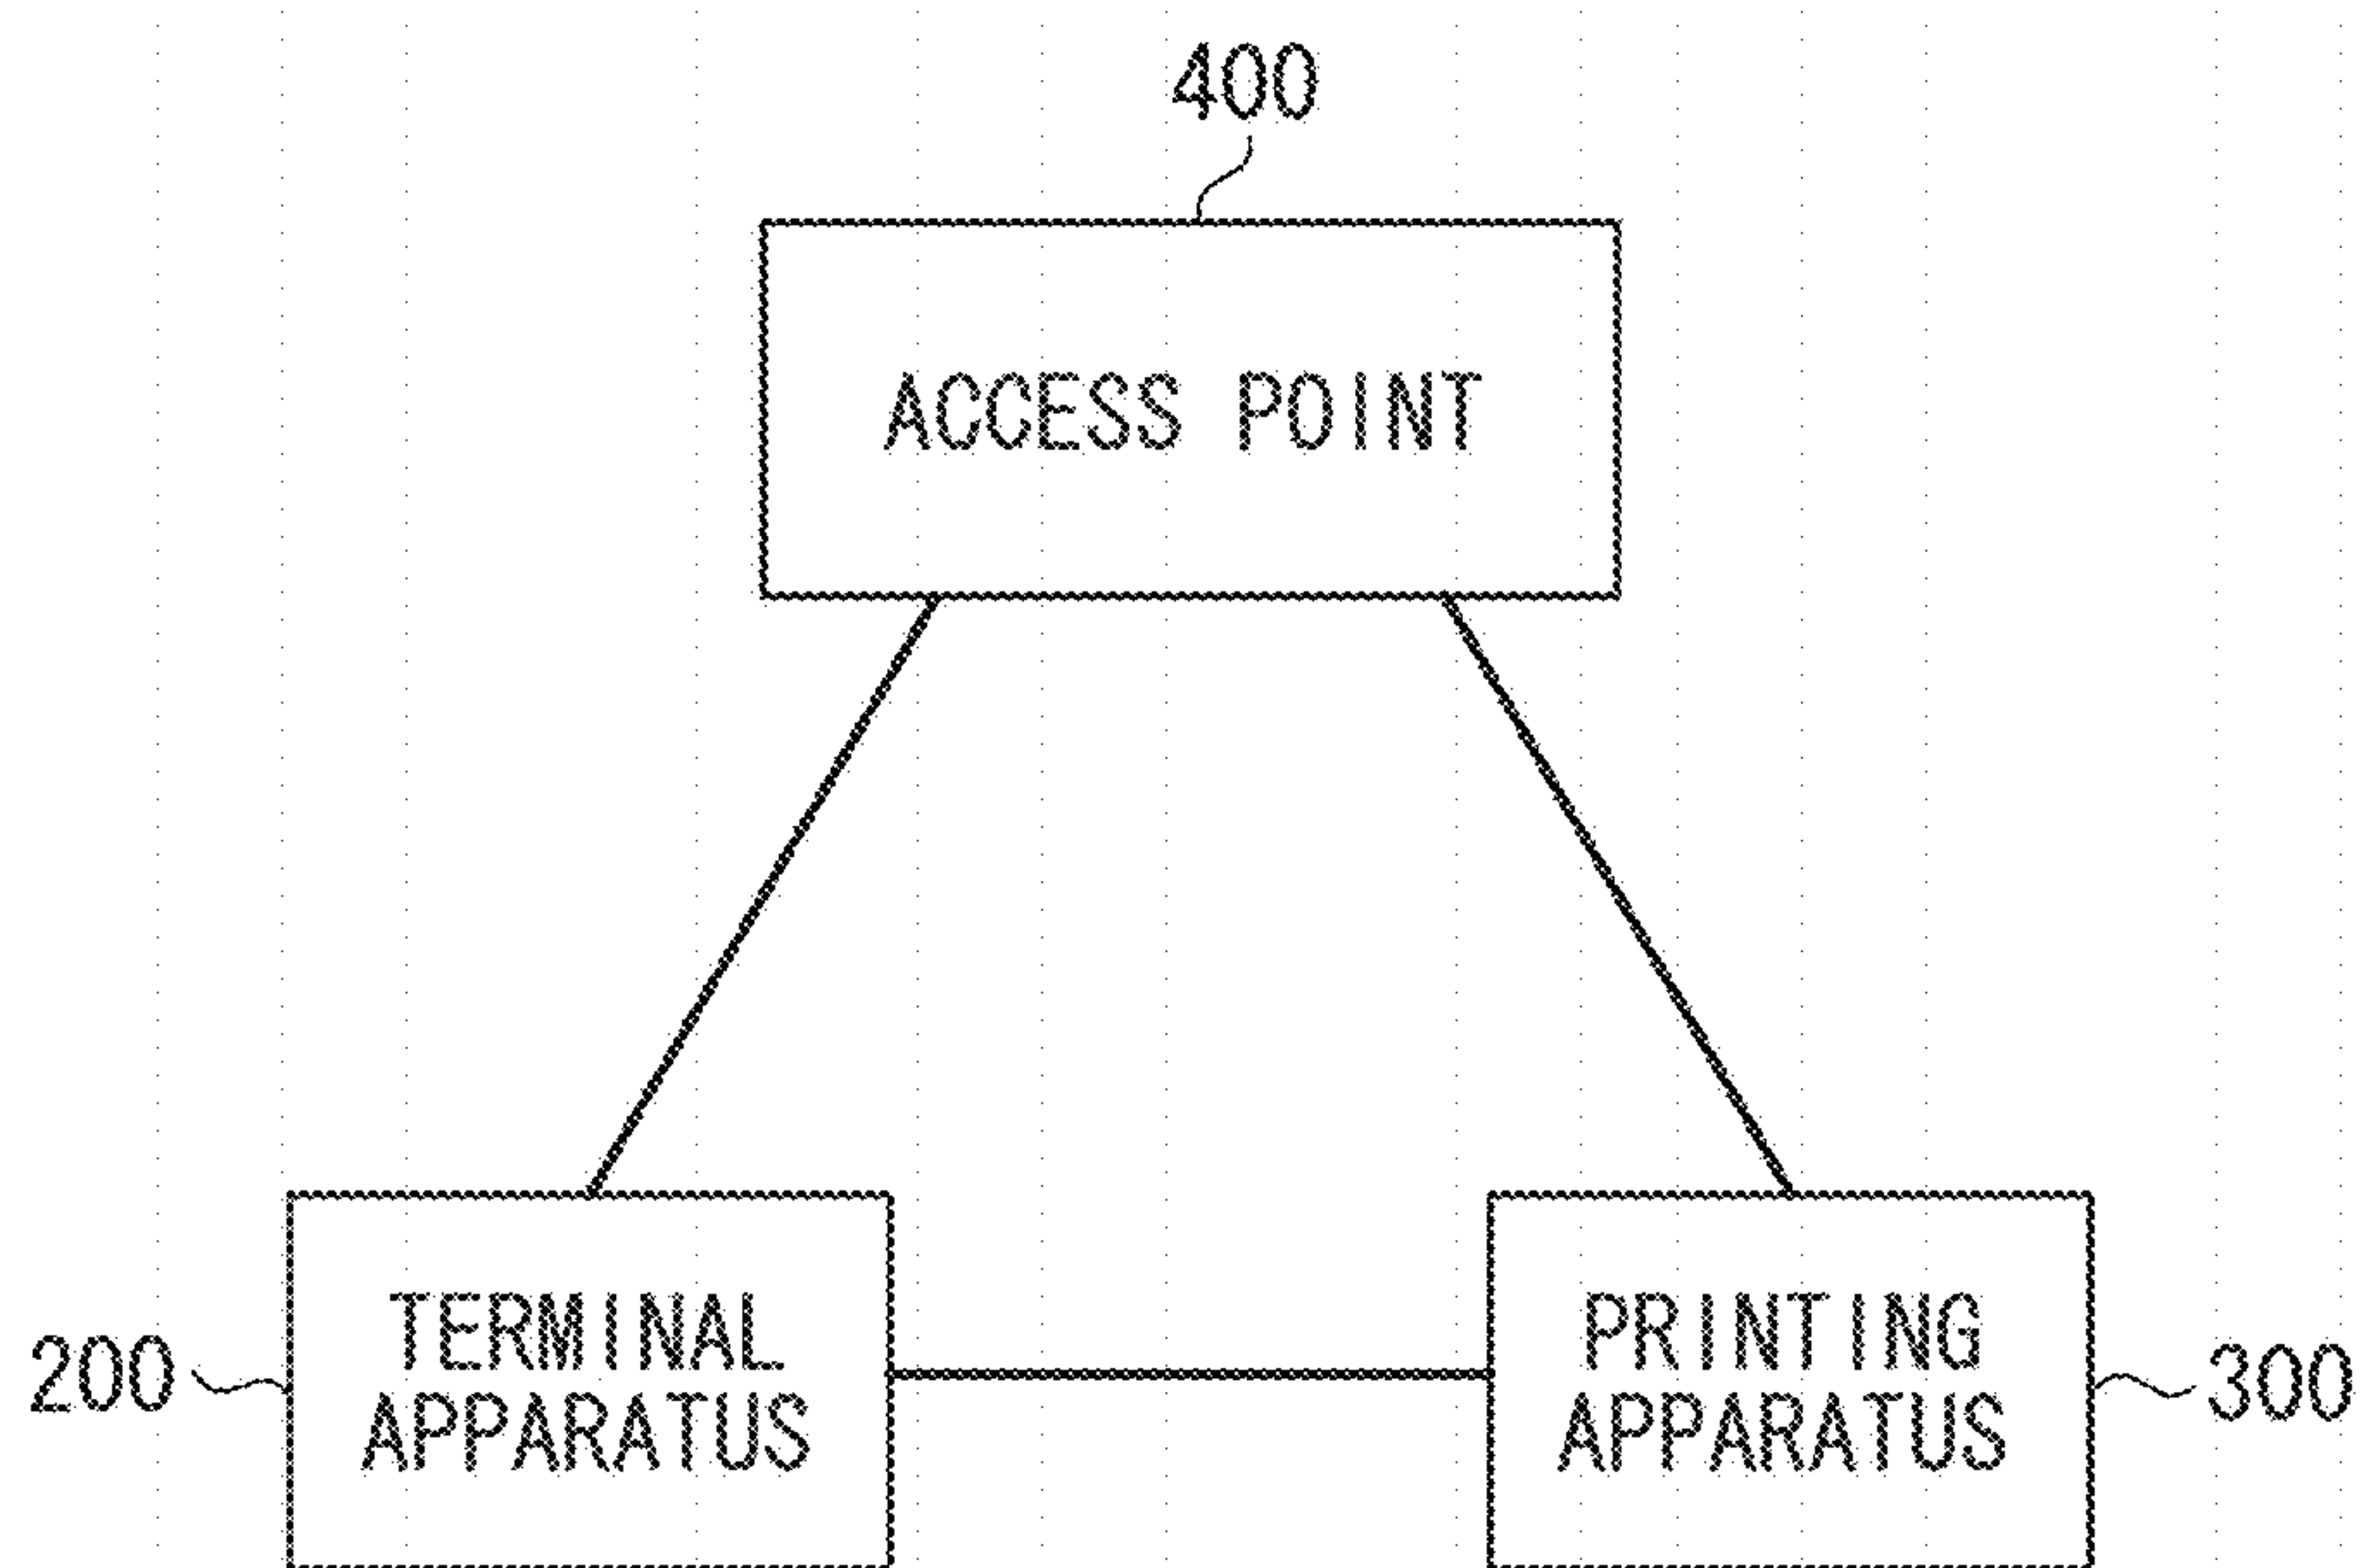 400
ACCESS POINT
TERMINAL
APPARATUS
200
PRINTING
APPARATUS
300